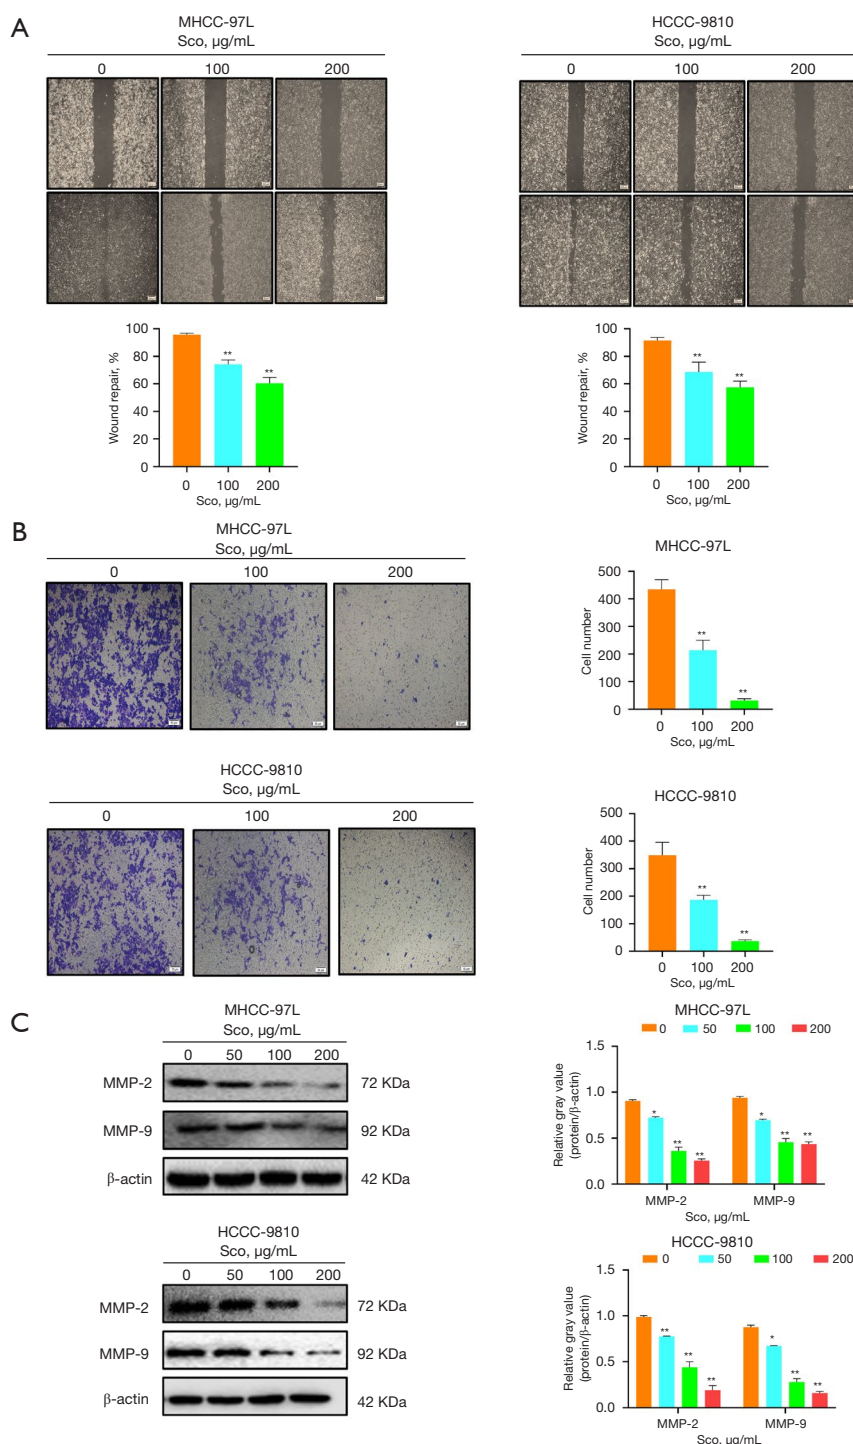 A
MHCC-97L
Sco, µg/mL
0 100 200
HCCC-9810
Sco, µg/mL
0 100 200
Wound repair, %
100
80
60
40
20
0
** **
0 100 200
Sco, µg/mL
Wound repair, %
100
80
60
40
20
0
** **
0 100 200
Sco, µg/mL
B
MHCC-97L
Sco, µg/mL
0 100 200
MHCC-97L
Cell number
500
400
300
200
100
0
**
**
0 100 200
Sco, µg/mL
HCCC-9810
Sco, µg/mL
0 100 200
HCCC-9810
Cell number
500
400
300
200
100
0
**
**
0 100 200
Sco, µg/mL
C
MHCC-97L
Sco, µg/mL
0 50 100 200
MMP-2 72 KDa
MMP-9 92 KDa
β-actin 42 KDa
MHCC-97L
0 50 100 200
Relative gray value
(protein/β-actin)
1.5
1.0
0.5
0.0
* ** ** * ** **
MMP-2 MMP-9
Sco, µg/mL
HCCC-9810
Sco, µg/mL
0 50 100 200
MMP-2 72 KDa
MMP-9 92 KDa
β-actin 42 KDa
HCCC-9810
0 50 100 200
Relative gray value
(protein/β-actin)
1.5
1.0
0.5
0.0
** ** ** * ** **
MMP-2 MMP-9
Sco, µg/mL